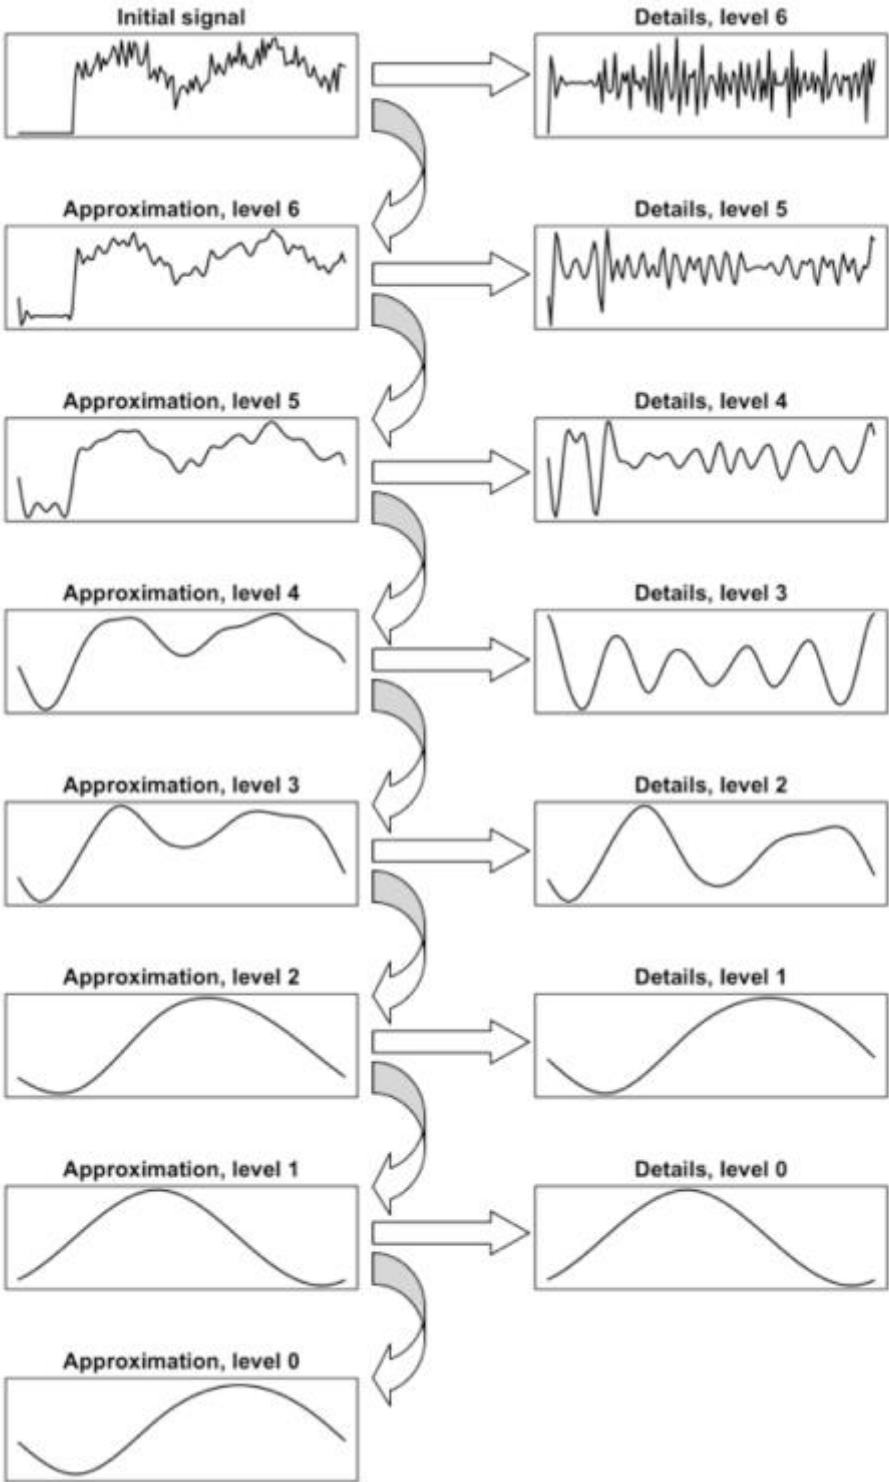 Initial signal
Details, level 6
Approximation, level 6
Details, level 5
Approximation, level 5
Details, level 4
Approximation, level 4
Details, level 3
Approximation, level 3
Details, level 2
Approximation, level 2
Details, level 1
Approximation, level 1
Details, level 0
Approximation, level 0